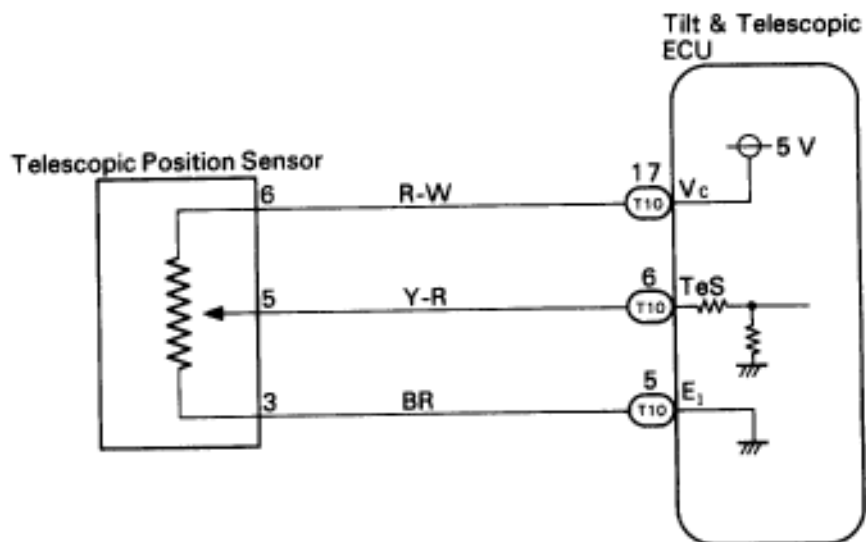 Tilt & Telescopic
ECU
5 V
Telescopic Position Sensor
6
R-W
17
T10
Vc
5
Y-R
6
T10
TeS
3
BR
5
T10
E1